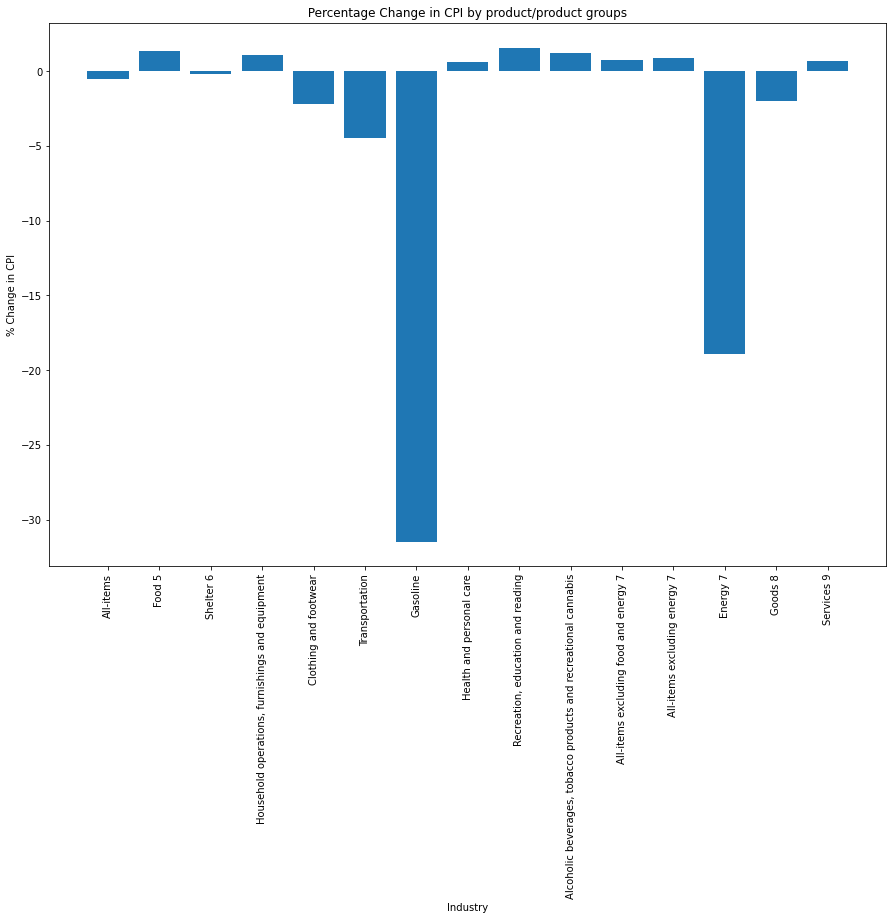 Percentage Change in CPI by product/product groups
% Change in CPI
0
−5
−10
−15
−20
−25
−30
All-items
Food 5
Shelter 6
Household operations, furnishings and equipment
Clothing and footwear
Transportation
Gasoline
Health and personal care
Recreation, education and reading
Alcoholic beverages, tobacco products and recreational cannabis
All-items excluding food and energy 7
All-items excluding energy 7
Energy 7
Goods 8
Services 9
Industry